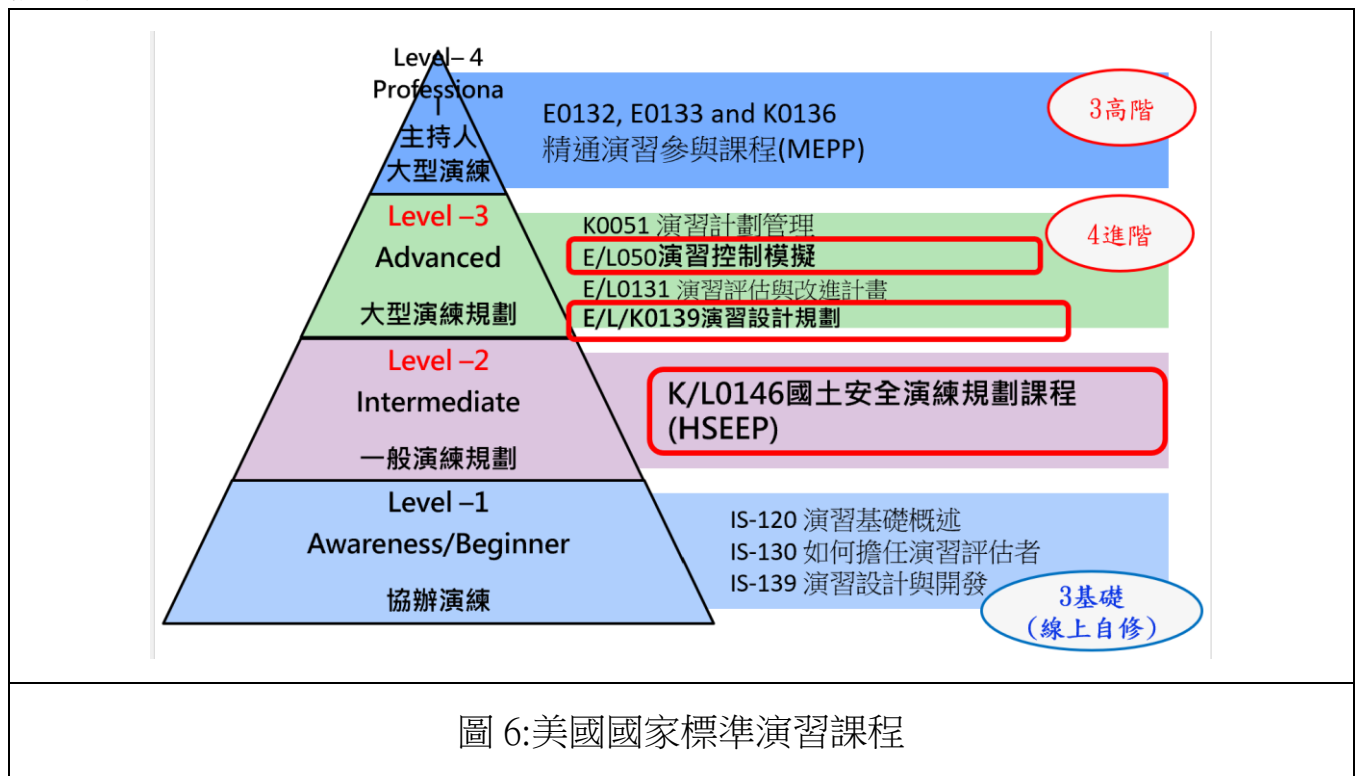 Level– 4
Professiona
l
主持人
大型演練
E0132, E0133 and K0136
精通演習參與課程(MEPP)
3高階
Level –3
Advanced
大型演練規劃
K0051 演習計劃管理
E/L050演習控制模擬
E/L0131 演習評估與改進計畫
E/L/K0139演習設計規劃
4進階
Level –2
Intermediate
一般演練規劃
K/L0146國土安全演練規劃課程
(HSEEP)
Level –1
Awareness/Beginner
協辦演練
IS-120 演習基礎概述
IS-130 如何擔任演習評估者
IS-139 演習設計與開發
3基礎
(線上自修)
圖 6:美國國家標準演習課程